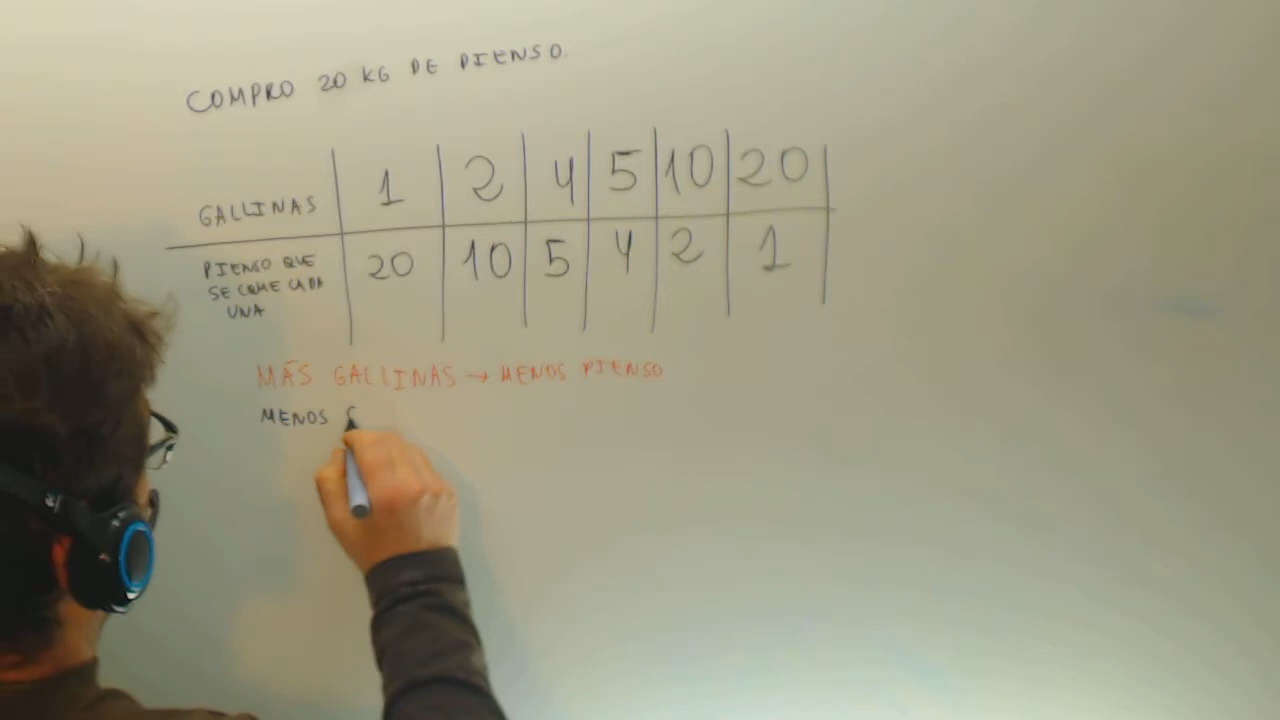 COMPRO 20 KG DE PIENSO.
GALLINAS 1 2 4 5 10 20
PIENSO QUE
SE COME CADA
UNA
20 10 5 4 2 1
MÁS GALLINAS → MENOS PIENSO
MENOS